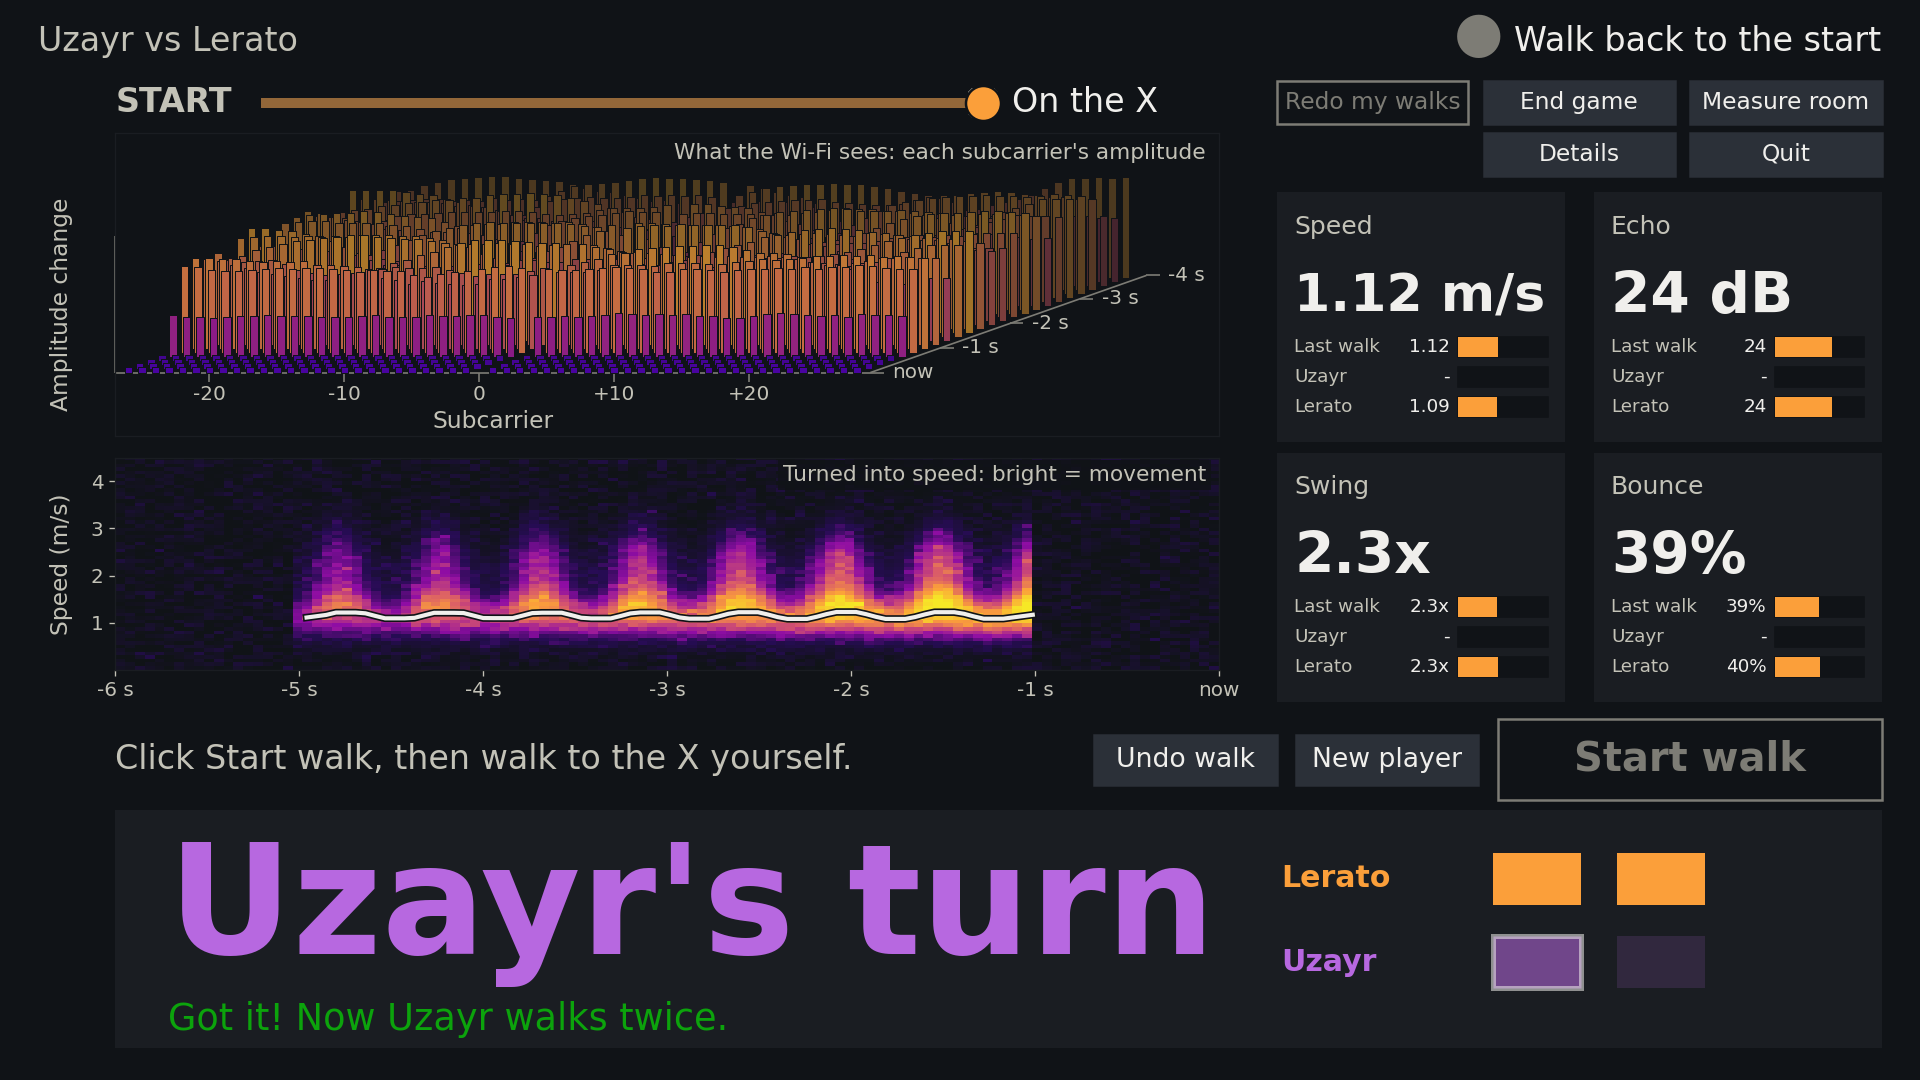 Uzayr vs Lerato
Walk back to the start
START
On the X
Redo my walks
End game
Measure room
Details
Quit
What the Wi-Fi sees: each subcarrier's amplitude
Amplitude change
-4 s
-3 s
-2 s
-1 s
now
-20
-10
0
+10
+20
Subcarrier
Turned into speed: bright = movement
Speed (m/s)
4
3
2
1
-6 s
-5 s
-4 s
-3 s
-2 s
-1 s
now
Speed
1.12 m/s
Last walk 1.12
Uzayr -
Lerato 1.09
Echo
24 dB
Last walk 24
Uzayr -
Lerato 24
Swing
2.3x
Last walk 2.3x
Uzayr -
Lerato 2.3x
Bounce
39%
Last walk 39%
Uzayr -
Lerato 40%
Click Start walk, then walk to the X yourself.
Undo walk
New player
Start walk
Uzayr's turn
Got it! Now Uzayr walks twice.
Lerato
Uzayr